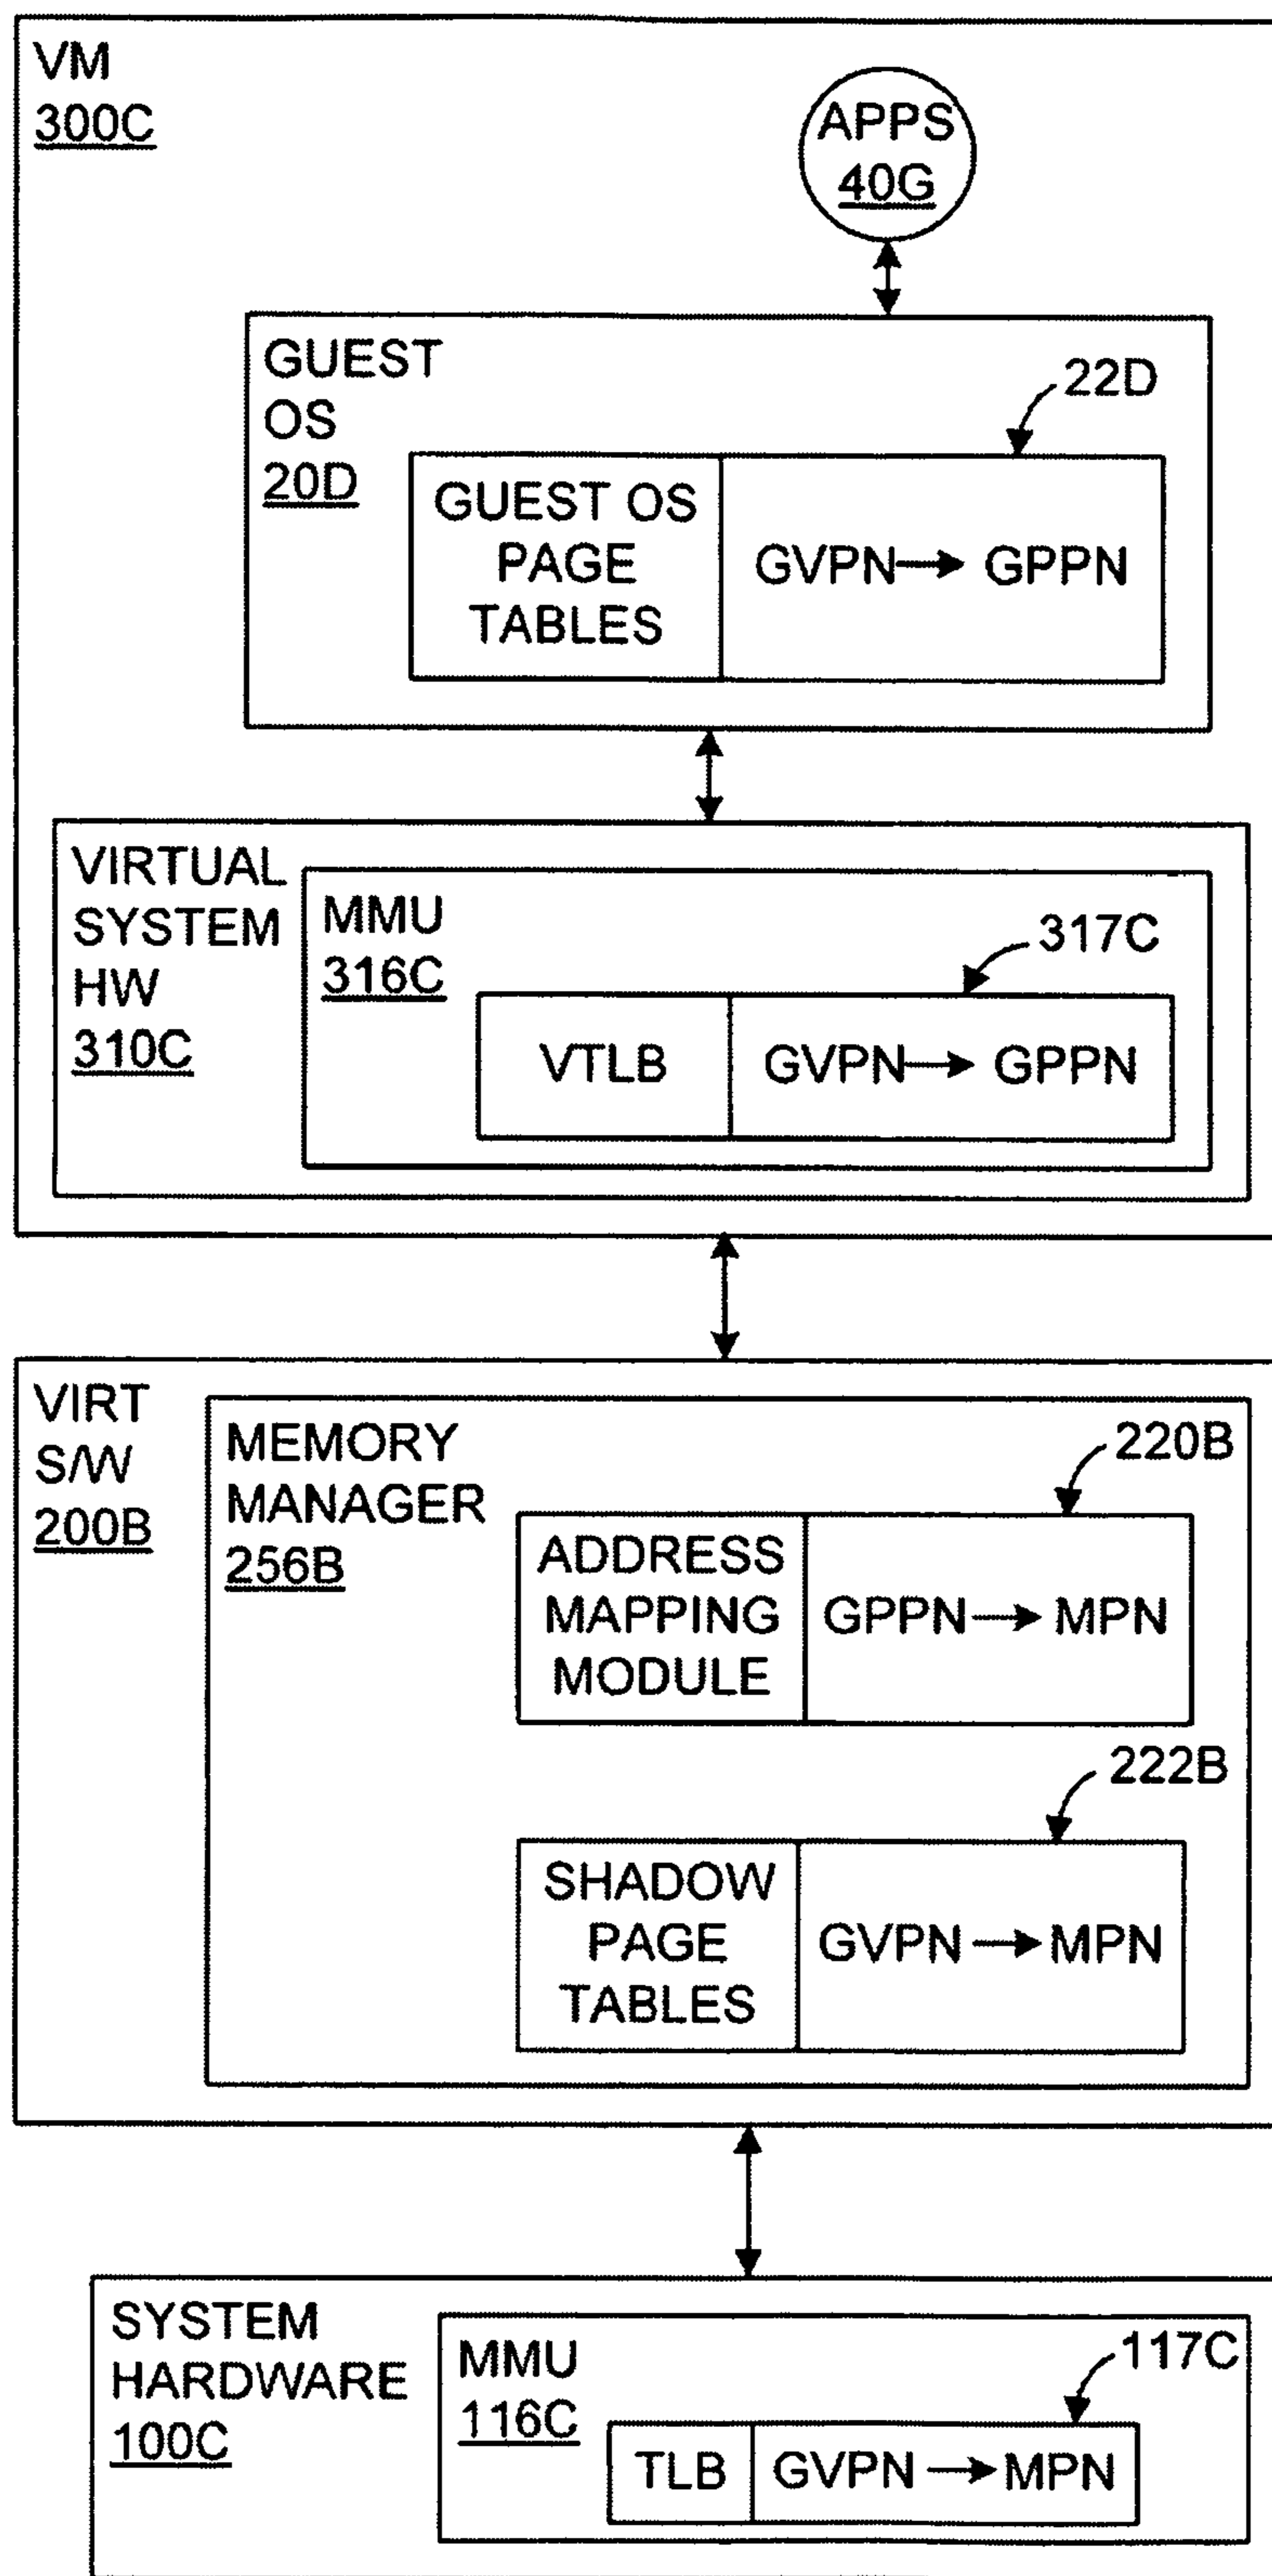 VM
300C
APPS
40G
GUEST
OS
20D
22D
GUEST OS
PAGE
TABLES
GVPN → GPPN
VIRTUAL
SYSTEM
HW
310C
MMU
316C
317C
VTLB
GVPN → GPPN
VIRT
S/W
200B
MEMORY
MANAGER
256B
220B
ADDRESS
MAPPING
MODULE
GPPN → MPN
222B
SHADOW
PAGE
TABLES
GVPN → MPN
SYSTEM
HARDWARE
100C
MMU
116C
117C
TLB
GVPN → MPN